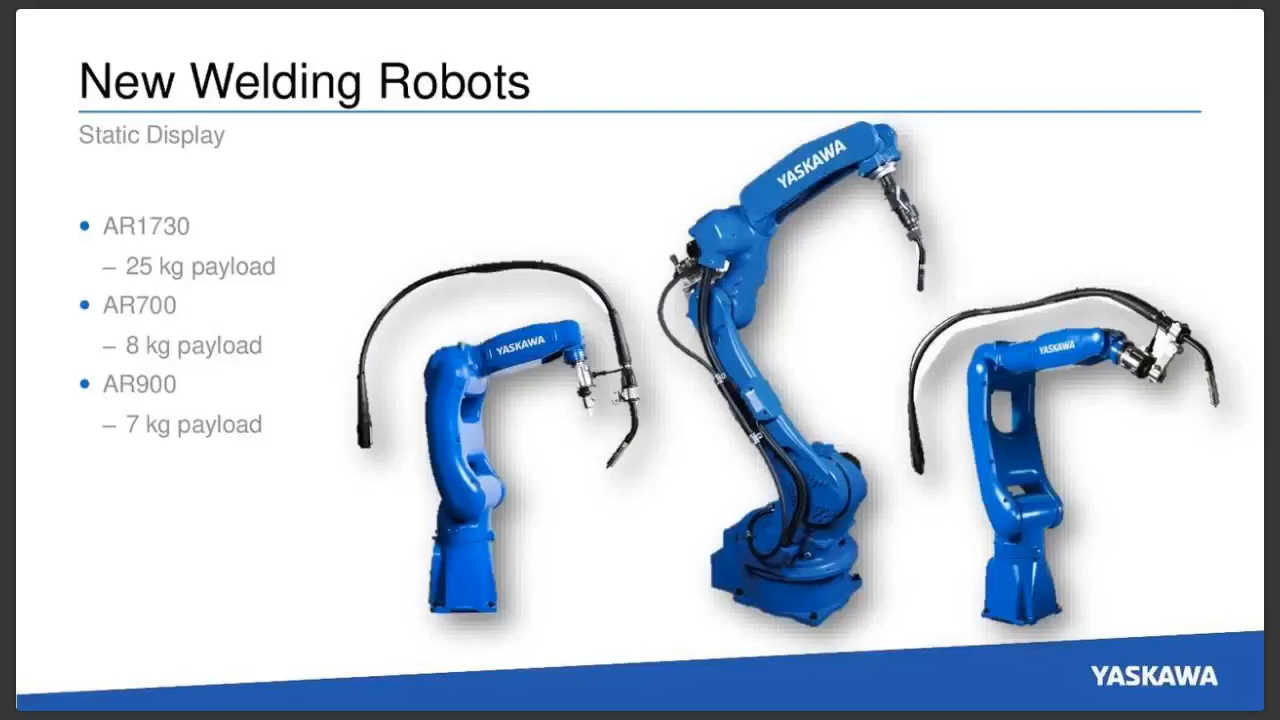 New Welding Robots
Static Display
• AR1730
– 25 kg payload
• AR700
– 8 kg payload
• AR900
– 7 kg payload
YASKAWA
YASKAWA
YASKAWA
YASKAWA